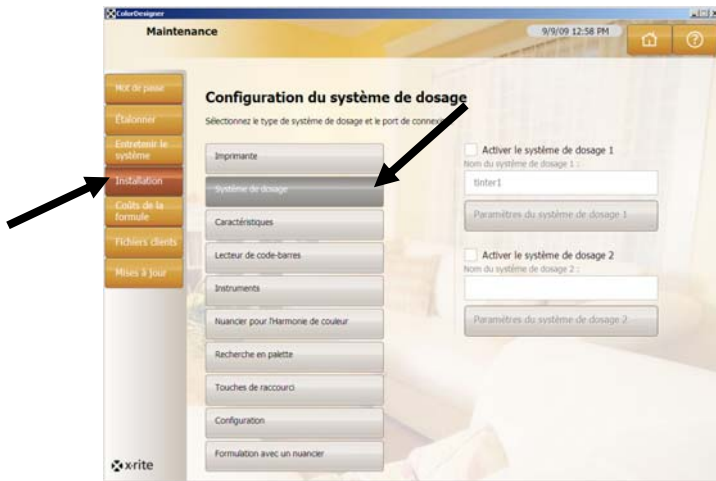 ColorDesigner
Maintenance
9/9/09 12:58 PM
Mot de passe
Étalonner
Entretenir le
système
Installation
Coûts de la
formule
Fichiers clients
Mises à jour
Configuration du système de dosage
Sélectionnez le type de système de dosage et le port de
Imprimante
Système de dosage
Caractéristiques
Lecteur de code-barres
Instruments
Nuancier pour l'Harmonie de couleur
Recherche en palette
Touches de raccourci
Configuration
Formulation avec un nuancier
Activer le système de dosage 1
Nom du système de dosage 1 :
tinter1
Paramètres du système de dosage 1
Activer le système de dosage 2
Nom du système de dosage 2 :
Paramètres du système de dosage 2
x·rite